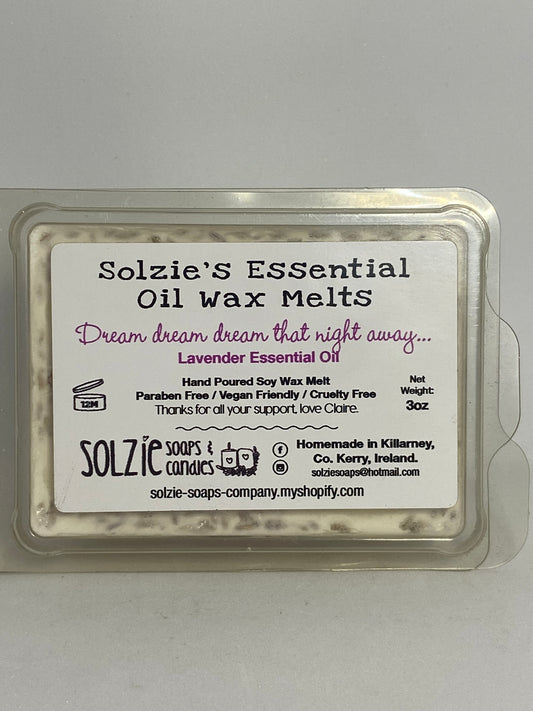 Solzie's Essential
Oil Wax Melts
Dream dream dream that night away...
Lavender Essential Oil
Hand Poured Soy Wax Melt
Paraben Free / Vegan Friendly / Cruelty Free
Thanks for all your support, love Claire.
Net
Weight:
3oz
12M
SOLZiE SOAPS &
CANDLES
Homemade in Killarney,
Co. Kerry, Ireland.
solziesoaps@hotmail.com
solzie-soaps-company.myshopify.com